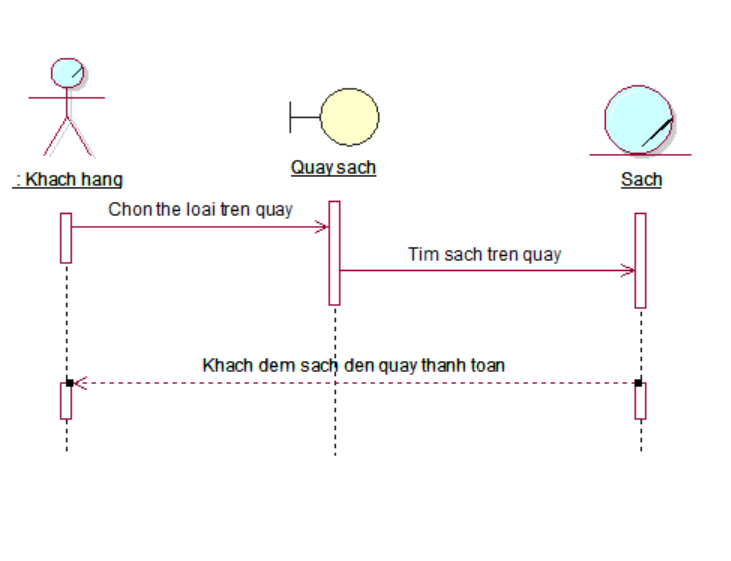 Quay sach
: Khach hang
Sach
Chon the loai tren quay
Tim sach tren quay
Khach dem sach den quay thanh toan